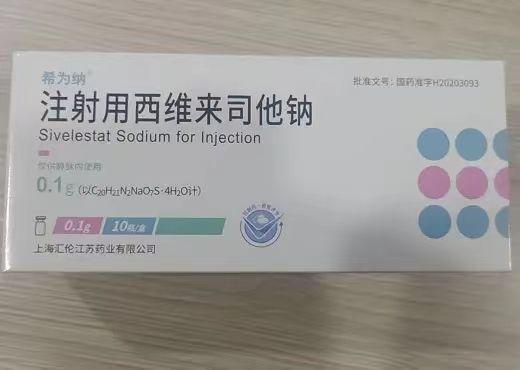 希为纳®
批准文号：国药准字H20203093
注射用西维来司他钠
Sivelestat Sodium for Injection
仅供静脉内使用
0.1g（以C₂₀H₂₁N₂NaO₇S·4H₂O计）
0.1g 10瓶/盒
上海汇伦江苏药业有限公司